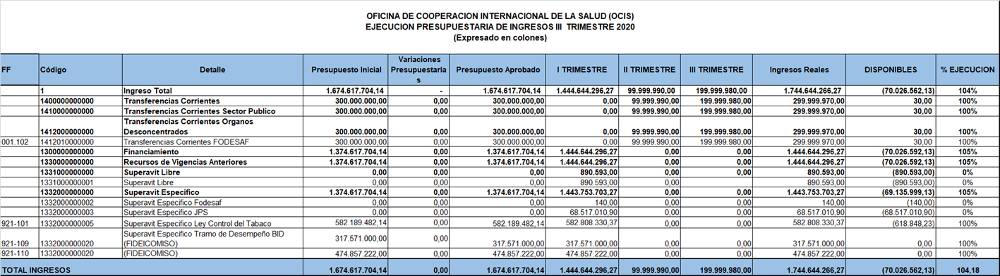 OFICINA DE COOPERACION INTERNACIONAL DE LA SALUD (OCIS)
EJECUCION PRESUPUESTARIA DE INGRESOS III TRIMESTRE 2020
(Expresado en colones)
FF Código Detalle Presupuesto Inicial Variaciones Presupuestaria s Presupuesto Aprobado I TRIMESTRE II TRIMESTRE III TRIMESTRE Ingresos Reales DISPONIBLES % EJECUCION
1 Ingreso Total 1.674.617.704,14 - 1.674.617.704,14 1.444.644.296,27 99.999.990,00 199.999.980,00 1.744.644.266,27 (70.026.562,13) 104%
1400000000000 Transferencias Corrientes 300.000.000,00 0,00 300.000.000,00 0,00 99.999.990,00 199.999.980,00 299.999.970,00 30,00 100%
1410000000000 Transferencias Corrientes Sector Publico 300.000.000,00 0,00 300.000.000,00 0,00 99.999.990,00 199.999.980,00 299.999.970,00 30,00 100%
Transferencias Corrientes Organos
1412000000000 Desconcentrados 300.000.000,00 0,00 300.000.000,00 0,00 99.999.990,00 199.999.980,00 299.999.970,00 30,00 100%
001.102 1412010000000 Transferencias Corrientes FODESAF 300.000.000,00 0,00 300.000.000,00 0,00 99.999.990,00 199.999.980,00 299.999.970,00 30,00 100%
1300000000000 Financiamiento 1.374.617.704,14 0,00 1.374.617.704,14 1.444.644.296,27 0,00 0,00 1.444.644.296,27 (70.026.592,13) 105%
1330000000000 Recursos de Vigencias Anteriores 1.374.617.704,14 0,00 1.374.617.704,14 1.444.644.296,27 0,00 0,00 1.444.644.296,27 (70.026.592,13) 105%
1331000000000 Superavit Libre 0,00 0,00 0,00 890.593,00 0,00 0,00 890.593,00 (890.593,00) 0%
1331000000001 Superavit Libre 0,00 0,00 0,00 890.593,00 890.593,00 (890.593,00) 0%
1332000000000 Superavit Especifico 1.374.617.704,14 0,00 1.374.617.704,14 1.443.753.703,27 0,00 0,00 1.443.753.703,27 (69.135.999,13) 105%
1332000000002 Superavit Especifico Fodesaf 0,00 0,00 0,00 140,00 0,00 0,00 140,00 (140,00) 0%
1332000000003 Superavit Especifico JPS 0,00 0,00 0,00 68.517.010,90 0,00 0,00 68.517.010,90 (68.517.010,90) 0%
921-101 1332000000005 Superavit Especifico Ley Control del Tabaco 582.189.482,14 0,00 582.189.482,14 582.808.330,37 0,00 0,00 582.808.330,37 (618.848,23) 100%
Superavit Especifico Tramo de Desempeño BID
921-109 1332000000020 (FIDEICOMISO) 317.571.000,00 0,00 317.571.000,00 317.571.000,00 0,00 0,00 317.571.000,00 0,00 100%
921-110 1332000000020 (FIDEICOMISO) 474.857.222,00 0,00 474.857.222,00 474.857.222,00 0,00 0,00 474.857.222,00 0,00 100%
TOTAL INGRESOS 1.674.617.704,14 0,00 1.674.617.704,14 1.444.644.296,27 99.999.990,00 199.999.980,00 1.744.644.266,27 (70.026.562,13) 104,18